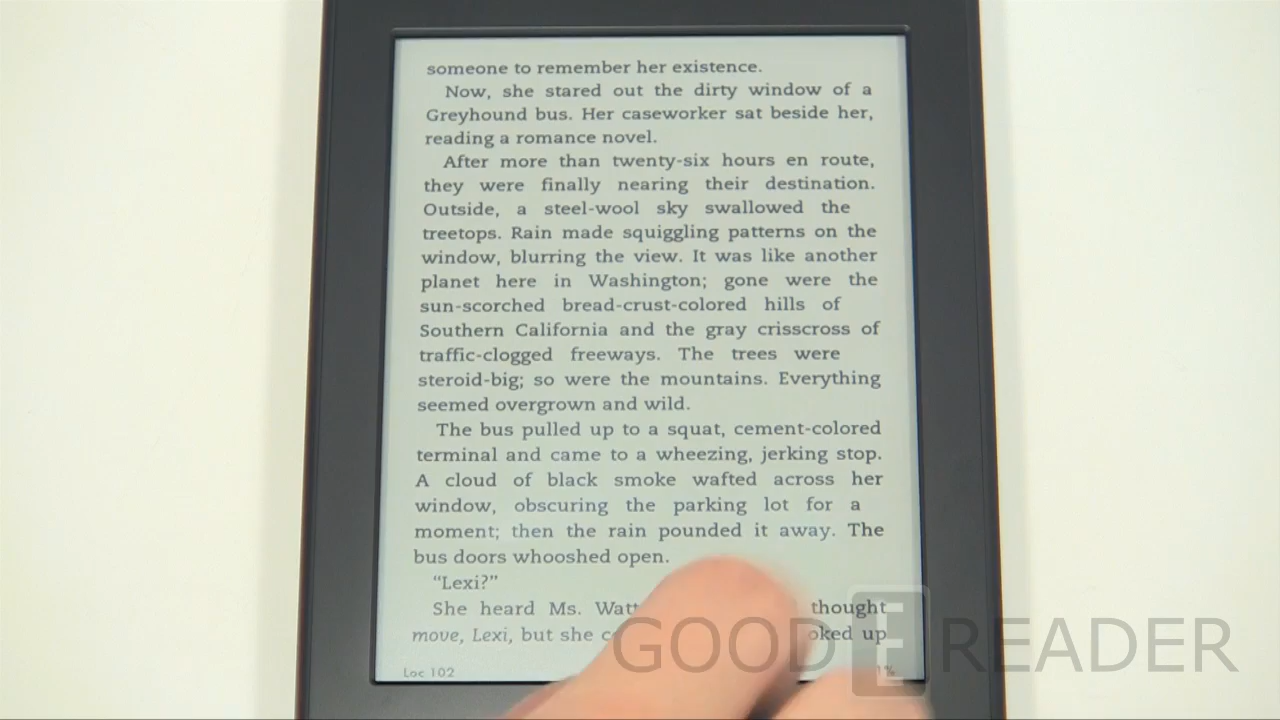 someone to remember her existence.
Now, she stared out the dirty window of a
Greyhound bus. Her caseworker sat beside her,
reading a romance novel.
After more than twenty-six hours en route,
they were finally nearing their destination.
Outside, a steel-wool sky swallowed the
treetops. Rain made squiggling patterns on the
window, blurring the view. It was like another
planet here in Washington; gone were the
sun-scorched bread-crust-colored hills of
Southern California and the gray crisscross of
traffic-clogged freeways. The trees were
steroid-big; so were the mountains. Everything
seemed overgrown and wild.
The bus pulled up to a squat, cement-colored
terminal and came to a wheezing, jerking stop.
A cloud of black smoke wafted across her
window, obscuring the parking lot for a
moment; then the rain pounded it away. The
bus doors whooshed open.
“Lexi?”
She heard Ms. thought
move, Lexi, but she up
Loc 102 1%
GOOD E READER